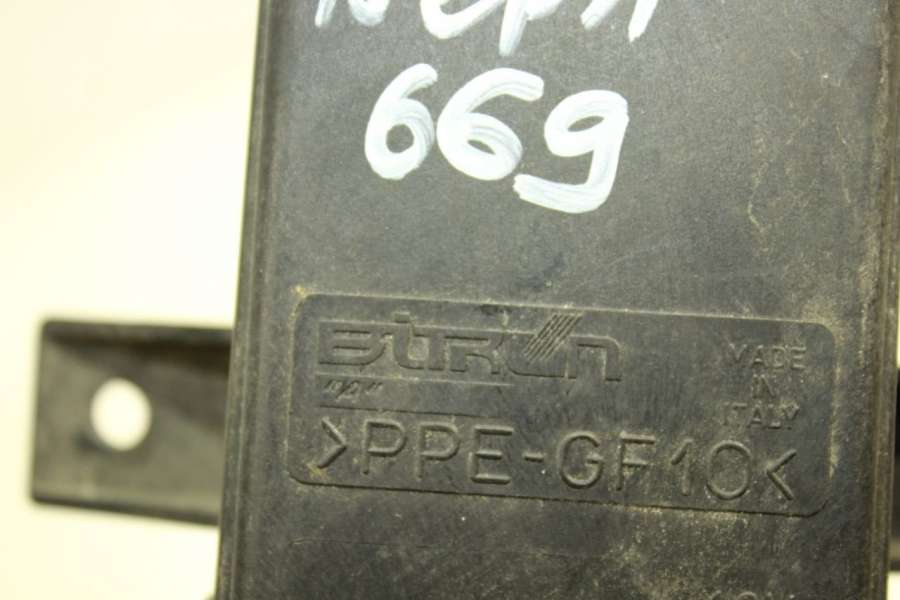 669
BITRON
MADE
IN
ITALY
>PPE-GF10<